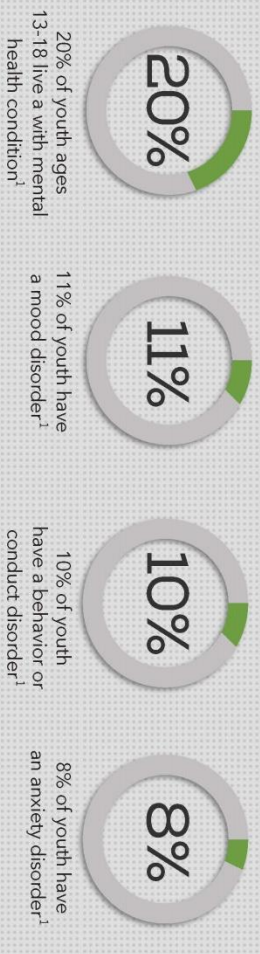 20%
20% of youth ages
13-18 live a with mental
health condition1
11%
11% of youth have
a mood disorder1
10%
10% of youth
have a behavior or
conduct disorder1
8%
8% of youth have
an anxiety disorder1